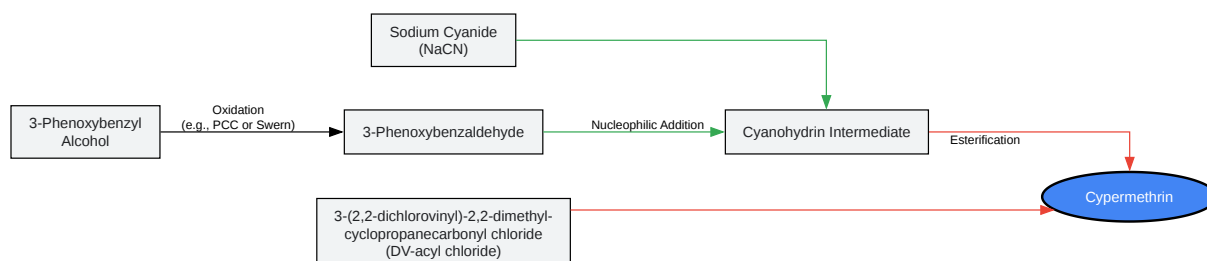 Sodium Cyanide
(NaCN)
3-Phenoxybenzyl
Alcohol
Oxidation
(e.g., PCC or Swern)
3-Phenoxybenzaldehyde
Nucleophilic Addition
Cyanohydrin Intermediate
Esterification
3-(2,2-dichlorovinyl)-2,2-dimethyl-
cyclopropanecarbonyl chloride
(DV-acyl chloride)
Cypermethrin